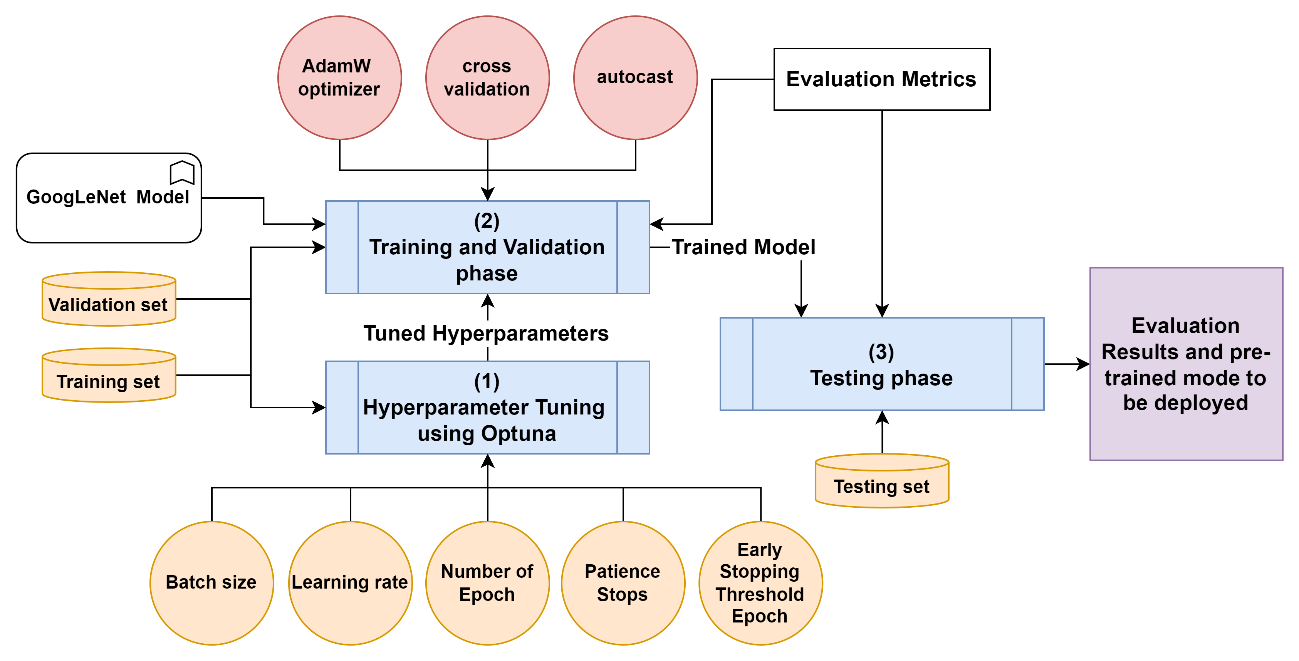 AdamW
optimizer
cross
validation
autocast
Evaluation Metrics
GoogLeNet Model
(2)
Training and Validation
phase
Trained Model
Validation set
Training set
Tuned Hyperparameters
(1)
Hyperparameter Tuning
using Optuna
(3)
Testing phase
Evaluation
Results and pre-
trained mode to
be deployed
Testing set
Batch size
Learning rate
Number of
Epoch
Patience
Stops
Early
Stopping
Threshold
Epoch